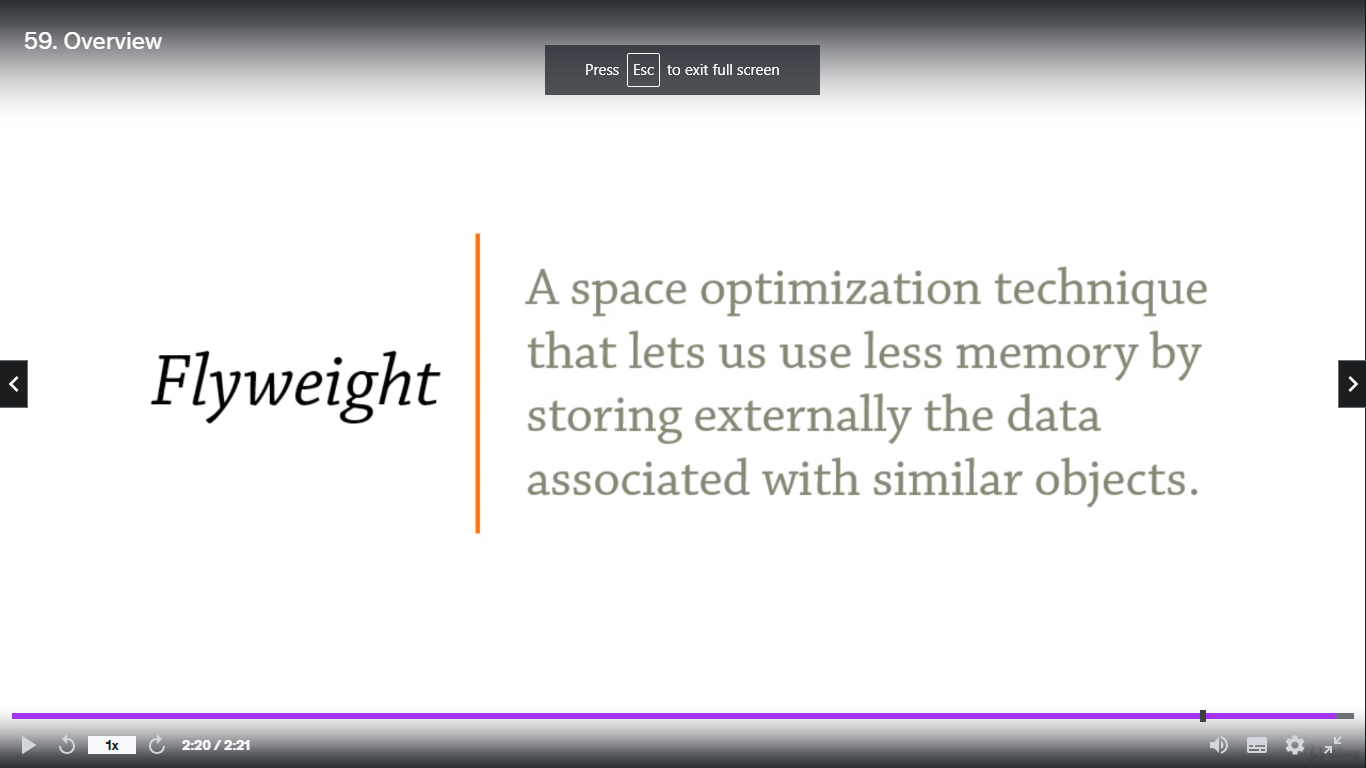 59. Overview
Press Esc to exit full screen
Flyweight
A space optimization technique
that lets us use less memory by
storing externally the data
associated with similar objects.
1x
2:20 / 2:21